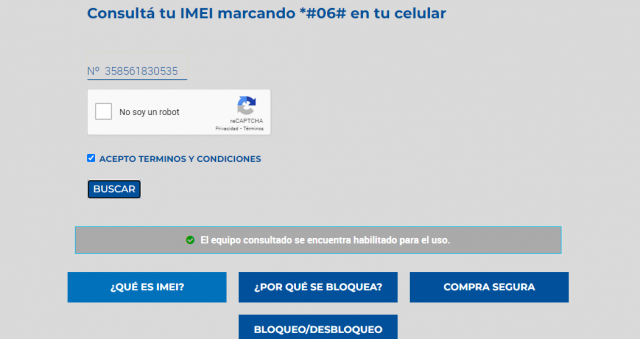 Consultá tu IMEI marcando *#06# en tu celular
Nº 358561830535
No soy un robot
reCAPTCHA
Privacidad - Términos
ACEPTO TERMINOS Y CONDICIONES
BUSCAR
El equipo consultado se encuentra habilitado para el uso.
¿QUÉ ES IMEI?
¿POR QUÉ SE BLOQUEA?
COMPRA SEGURA
BLOQUEO/DESBLOQUEO